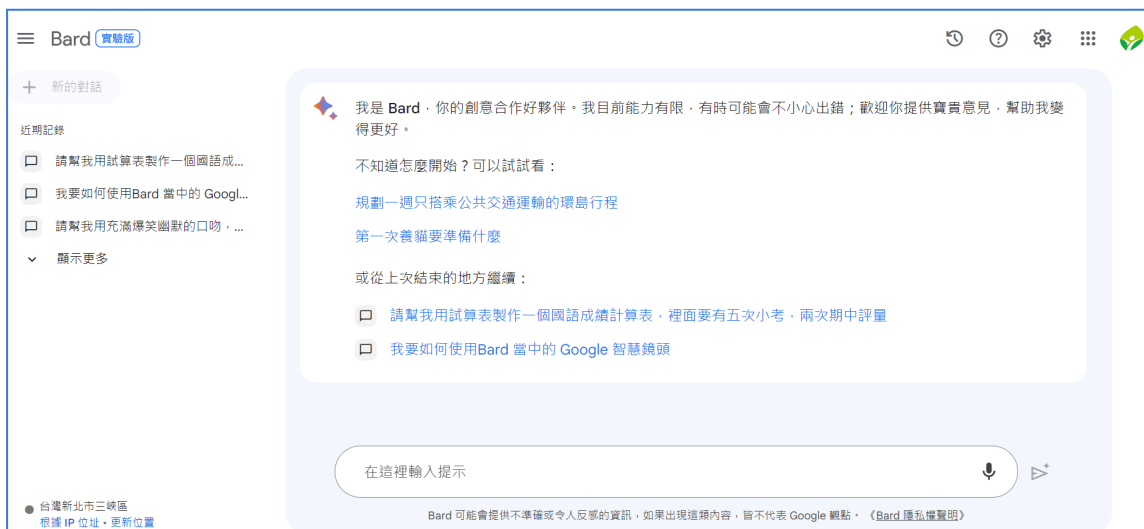 Bard 實驗版
新的對話
近期記錄
請幫我用試算表製作一個國語成...
我要如何使用Bard 當中的 Googl...
請幫我用充滿爆笑幽默的口吻，...
顯示更多
台灣新北市三峽區
根據 IP 位址 • 更新位置
我是 Bard，你的創意合作好夥伴。我目前能力有限，有時可能會不小心出錯；歡迎你提供寶貴意見，幫助我變
得更好。
不知道怎麼開始？可以試試看：
規劃一週只搭乘公共交通運輸的環島行程
第一次養貓要準備什麼
或從上次結束的地方繼續：
請幫我用試算表製作一個國語成績計算表，裡面要有五次小考，兩次期中評量
我要如何使用Bard 當中的 Google 智慧鏡頭
在這裡輸入提示
Bard 可能會提供不準確或令人反感的資訊，如果出現這類內容，皆不代表 Google 觀點。《Bard 隱私權聲明》